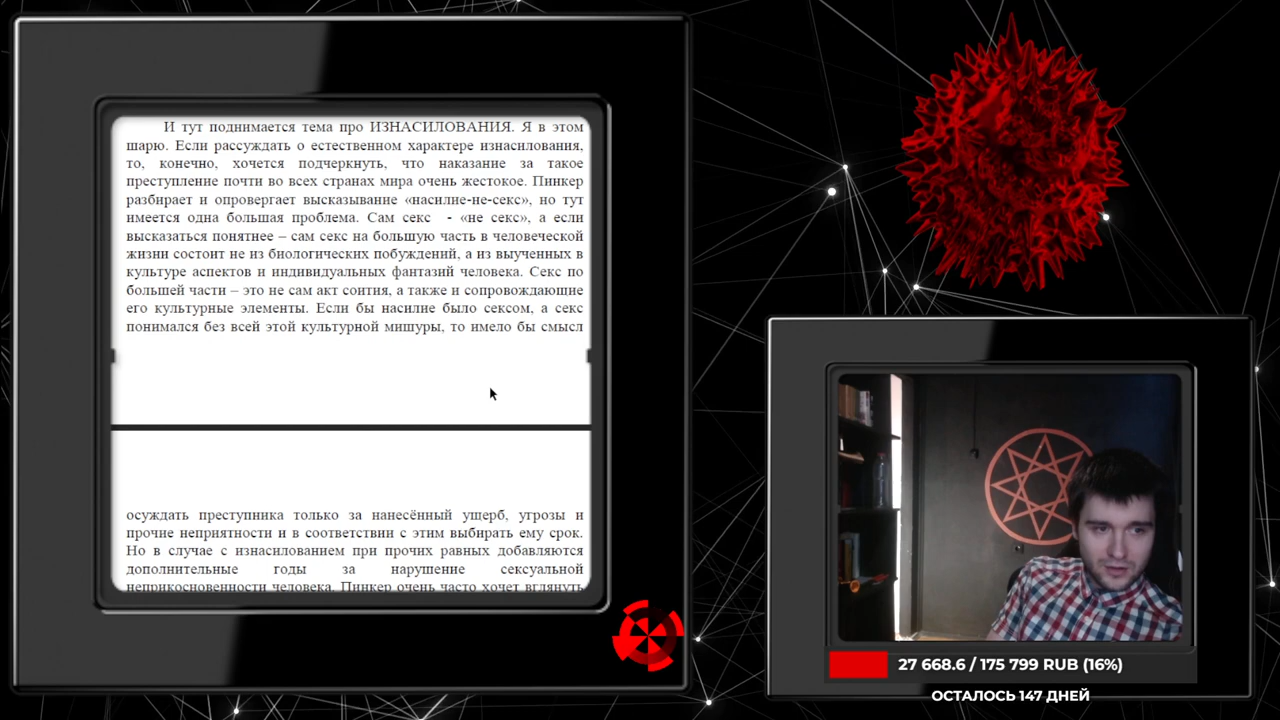 И тут поднимается тема про ИЗНАСИЛОВАНИЯ. Я в этом
шарю. Если рассуждать о естественном характере изнасилования,
то, конечно, хочется подчеркнуть, что наказание за такое
преступление почти во всех странах мира очень жестокое. Пинкер
разбирает и опровергает высказывание «насилие-не-секс», но тут
имеется одна большая проблема. Сам секс - «не секс», а если
высказаться понятнее – сам секс на большую часть в человеческой
жизни состоит не из биологических побуждений, а из выученных в
культуре аспектов и индивидуальных фантазий человека. Секс по
большей части – это не сам акт соития, а также и сопровождающие
его культурные элементы. Если бы насилие было сексом, а секс
понимался без всей этой культурной мишуры, то имело бы смысл
осуждать преступника только за нанесённый ущерб, угрозы и
прочие неприятности и в соответствии с этим выбирать ему срок.
Но в случае с изнасилованием при прочих равных добавляются
дополнительные годы за нарушение сексуальной
неприкосновенности человека. Пинкер очень часто хочет вглянуть
27 668.6 / 175 799 RUB (16%)
ОСТАЛОСЬ 147 ДНЕЙ